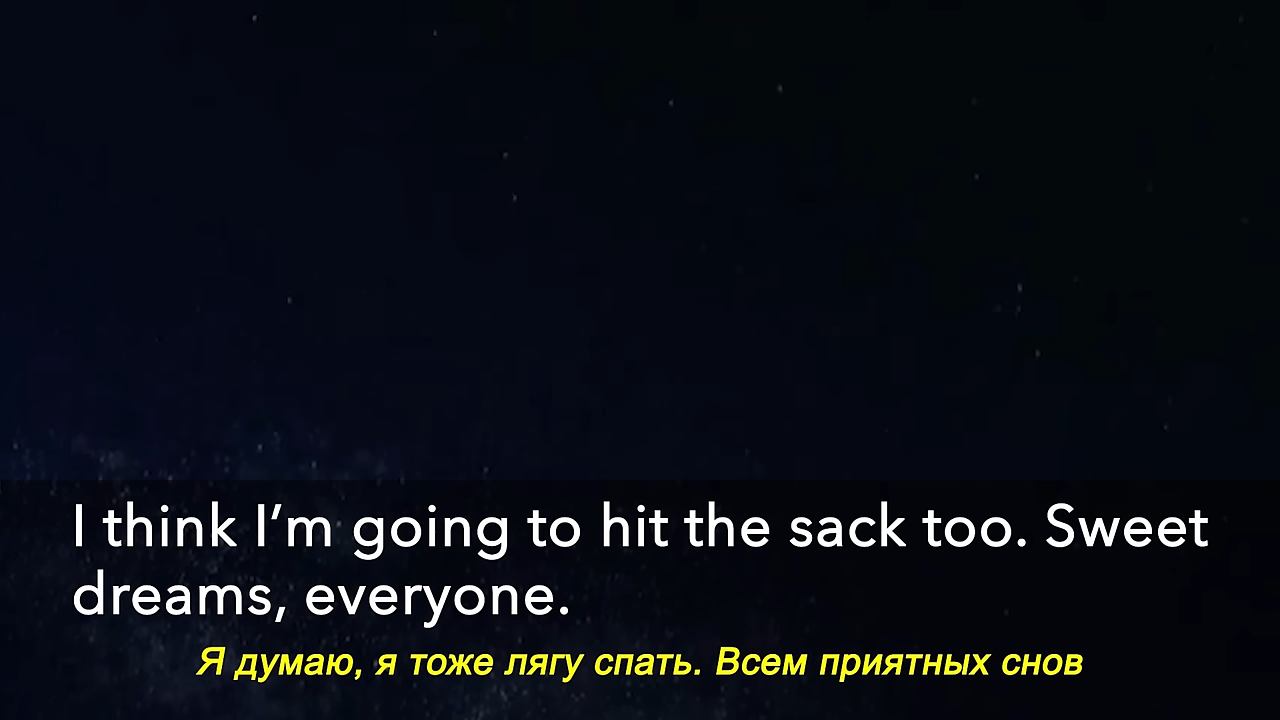 I think I’m going to hit the sack too. Sweet
dreams, everyone.
Я думаю, я тоже лягу спать. Всем приятных снов